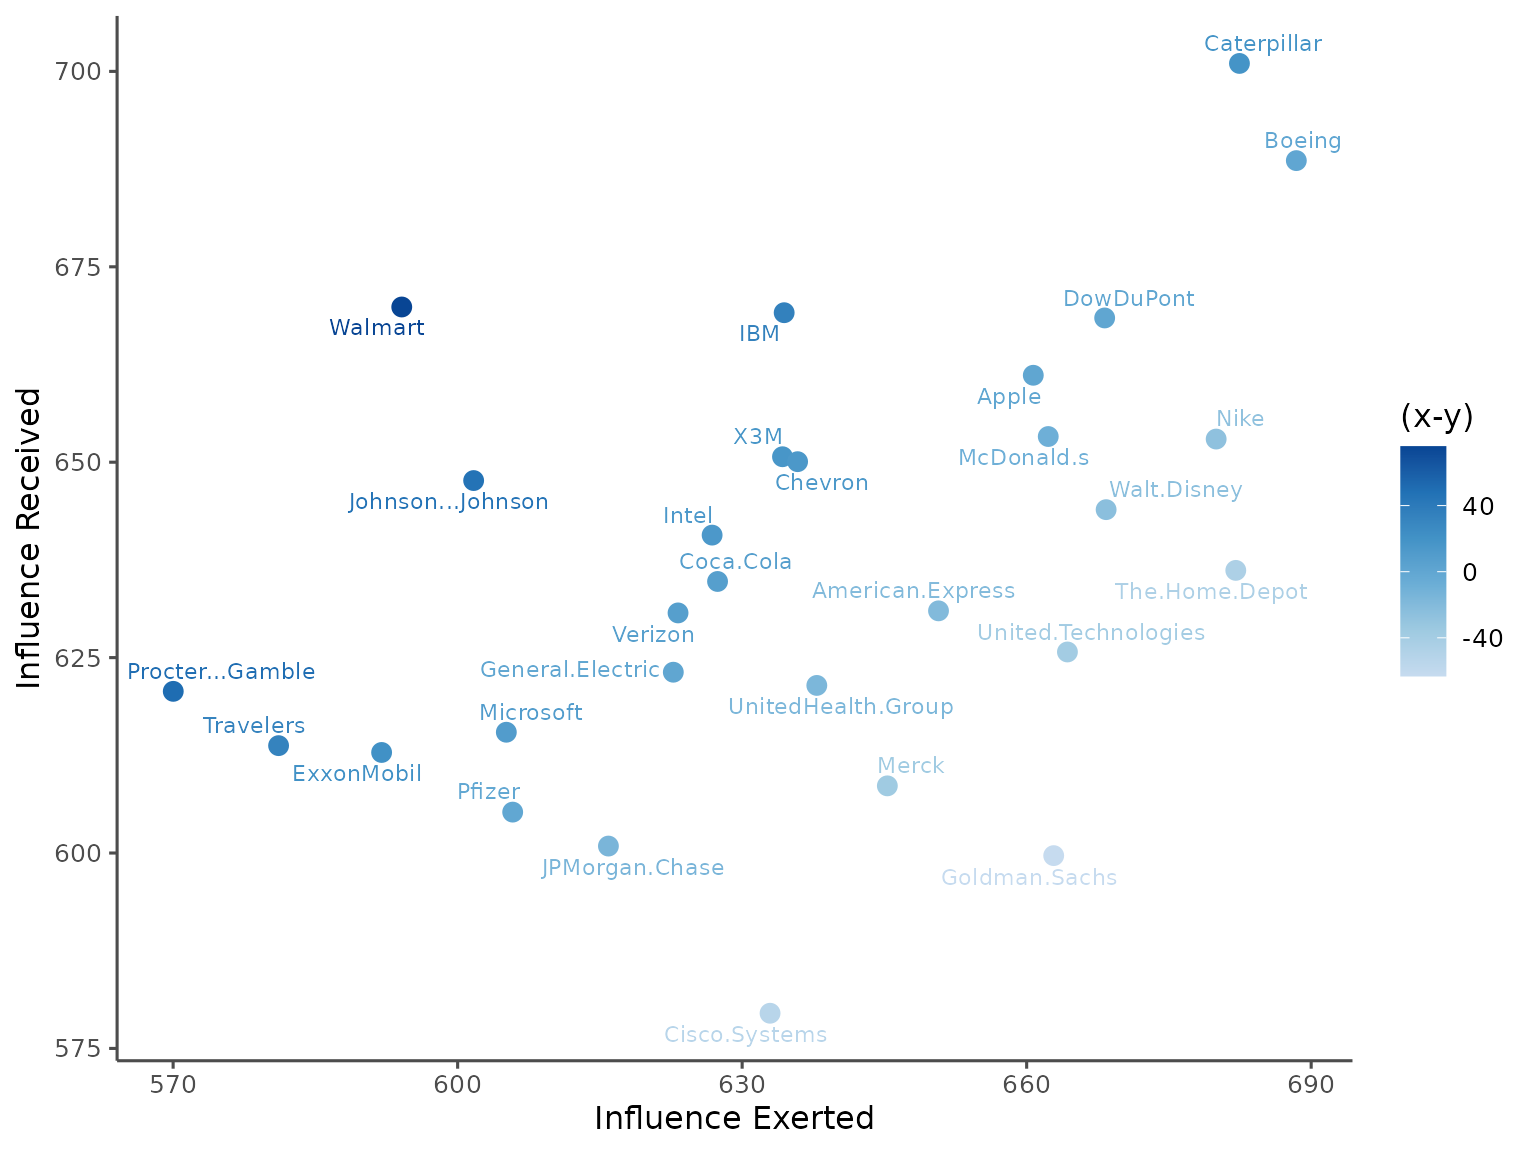 Caterpillar
700
Boeing
675
DowDuPont
Walmart
IBM
Apple
(x-y)
Nike
X3M
650
McDonald.s
Chevron
Walt.Disney
Johnson...Johnson
40
Intel
Coca.Cola
0
American.Express
The.Home.Depot
Verizon
United.Technologies
-40
625
General.Electric
Procter...Gamble
UnitedHealth.Group
Microsoft
Travelers
ExxonMobil
Merck
Pfizer
600
JPMorgan.Chase
Goldman.Sachs
Cisco.Systems
575
570 600 630 660 690
Influence Exerted
Influence Received